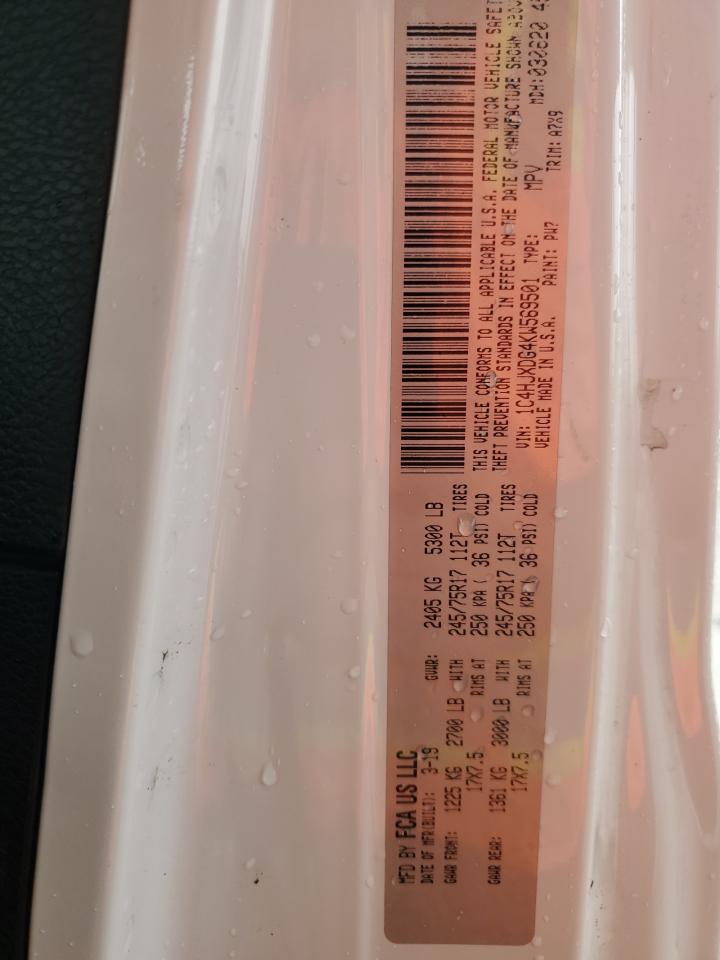 MFD BY FCA US LLC
DATE OF MFR(BUILT): 3-19 GVWR: 2405 KG 5300 LB
GAWR FRONT: 1225 KG 2700 LB WITH 245/75R17 112T TIRES
17X7.5 RIMS AT 250 KPA ( 36 PSI) COLD
GAWR REAR: 1361 KG 3000 LB WITH 245/75R17 112T TIRES
17X7.5 RIMS AT 250 KPA ( 36 PSI) COLD
THIS VEHICLE CONFORMS TO ALL APPLICABLE U.S.A. FEDERAL MOTOR VEHICLE
THEFT PREVENTION STANDARDS IN EFFECT ON THE DATE OF MANUFACTURE SHOWN
VIN: 1C4HJXDG4KW569501 TYPE: MPV MDH:
VEHICLE MADE IN U.S.A. PAINT: PW7 TRIM: A7X9